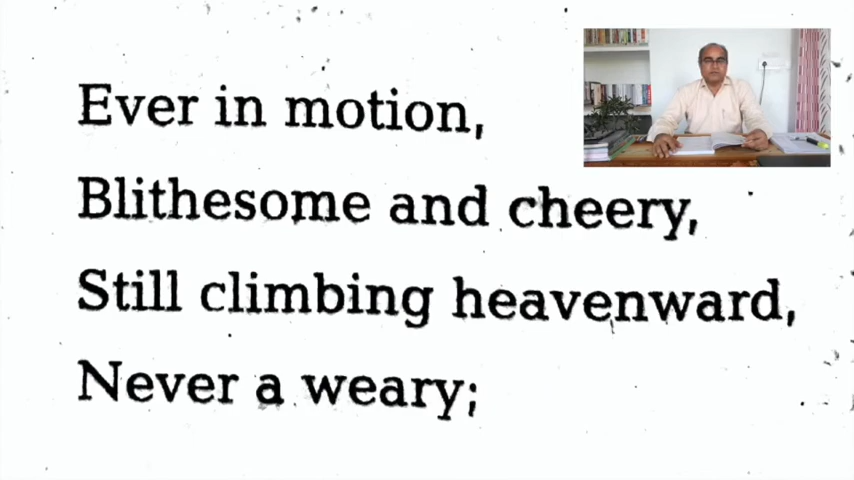 Ever in motion,
Blithesome and cheery,
Still climbing heavenward,
Never a weary;